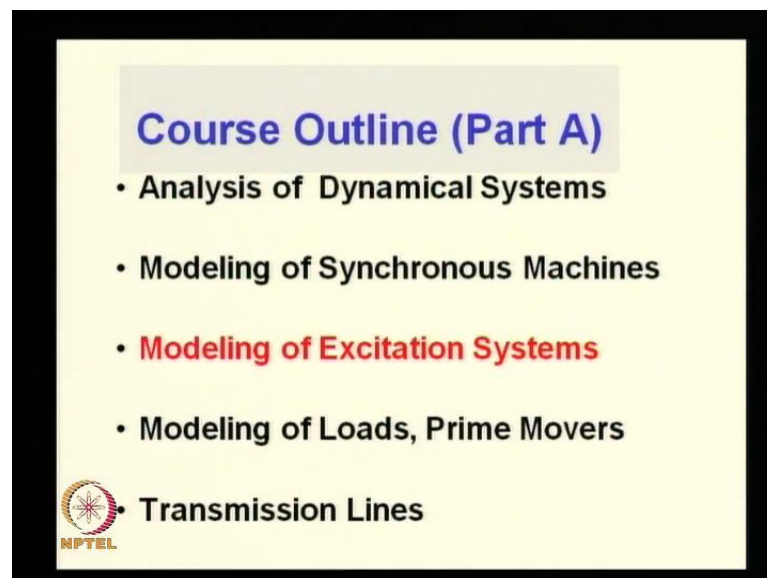 Course Outline (Part A)
• Analysis of Dynamical Systems
• Modeling of Synchronous Machines
• Modeling of Excitation Systems
• Modeling of Loads, Prime Movers
• Transmission Lines
NPTEL